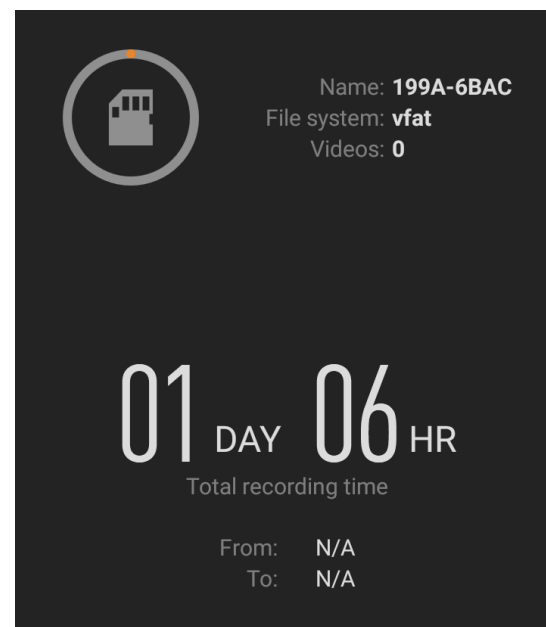 Name: 199A-6BAC
File system: vfat
Videos: 0
01 DAY 06 HR
Total recording time
From: N/A
To: N/A